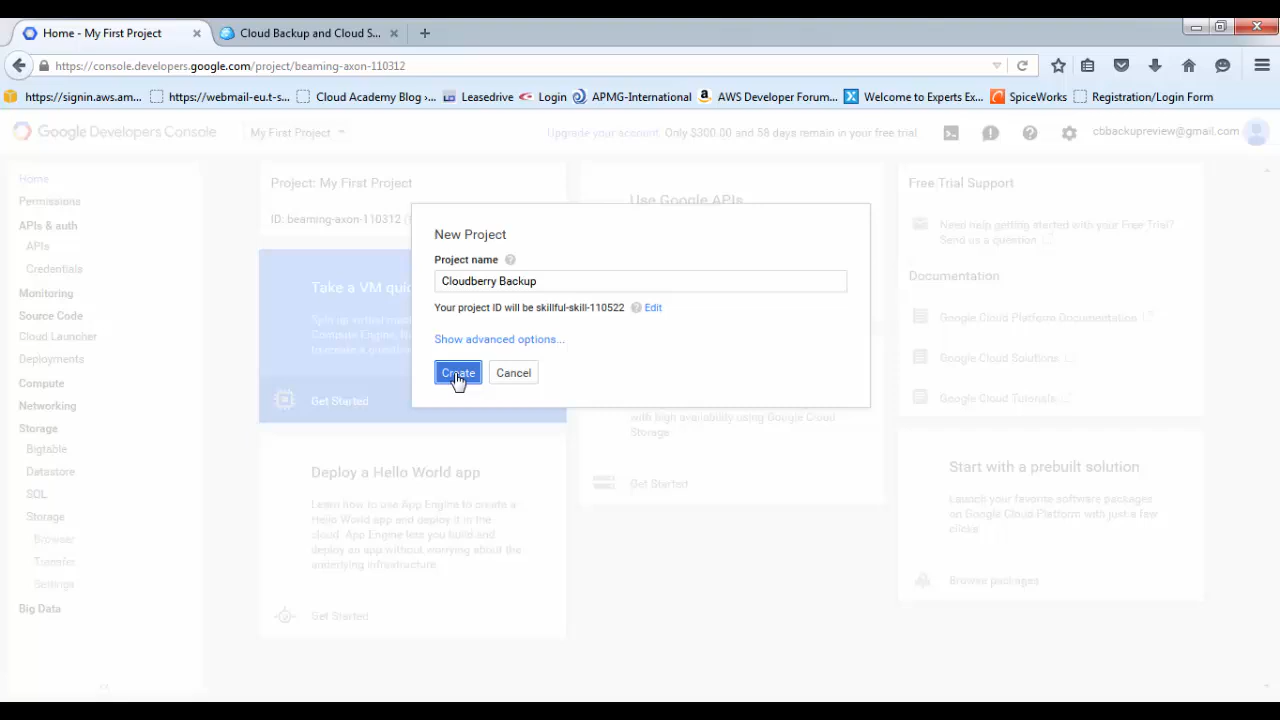 Home - My First Project
Cloud Backup and Cloud S...
https://console.developers.google.com/project/beaming-axon-110312
https://signin.aws.am...
https://webmail-eu.t-s...
Cloud Academy Blog ›...
Leasedrive
Login
APMG-International
AWS Developer Forum...
Welcome to Experts Ex...
SpiceWorks
Registration/Login Form
Google Developers Console
My First Project
Upgrade your account. Only $300.00 and 58 days remain in your free trial
cbbackupreview@gmail.com
Home
Permissions
APIs & auth
APIs
Credentials
Monitoring
Source Code
Cloud Launcher
Deployments
Compute
Networking
Storage
Bigtable
Datastore
SQL
Storage
Browser
Transfer
Settings
Big Data
Project: My First Project
ID: beaming-axon-110312
Take a VM quic
Spin up virtual mach
Compute Engine, N
Get Started
Deploy a Hello World app
Learn how to use App Engine to create a
Hello World app and deploy it in the
cloud. App Engine lets you build and
deploy an app without worrying about the
underlying infrastructure.
Get Started
Use Google APIs
with high availability using Google Cloud
Storage
Get Started
New Project
Project name
Cloudberry Backup
Your project ID will be skillful-skill-110522
Edit
Show advanced options...
Create
Cancel
Free Trial Support
Need help getting started with your Free Trial?
Send us a question
Documentation
Google Cloud Platform Documentation
Google Cloud Solutions
Google Cloud Tutorials
Start with a prebuilt solution
Launch your favorite software packages
on Google Cloud Platform with just a few
clicks
Browse packages